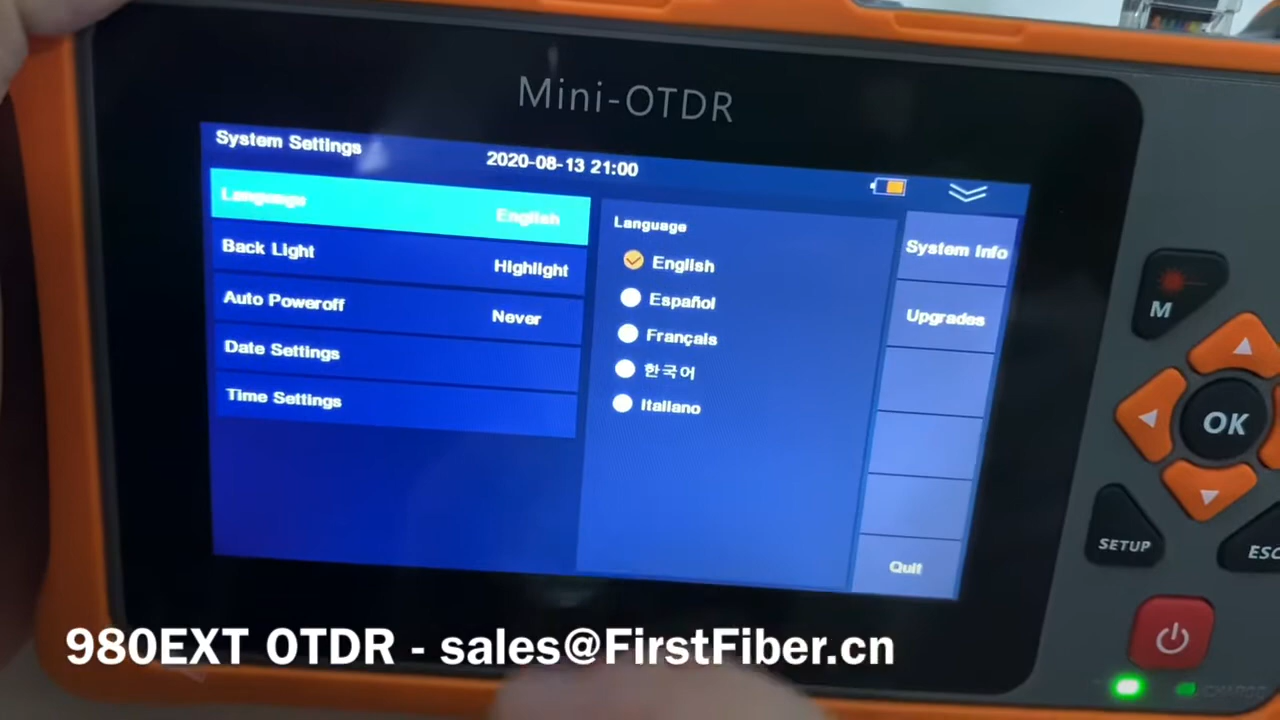 Mini-OTDR
System Settings
2020-08-13 21:00
Language English
Back Light Highlight
Auto Poweroff Never
Date Settings
Time Settings
Language
English
Español
Français
한국어
Italiano
System Info
Upgrades
Quit
M
OK
SETUP
ESC
CHARGE
980EXT OTDR - sales@FirstFiber.cn